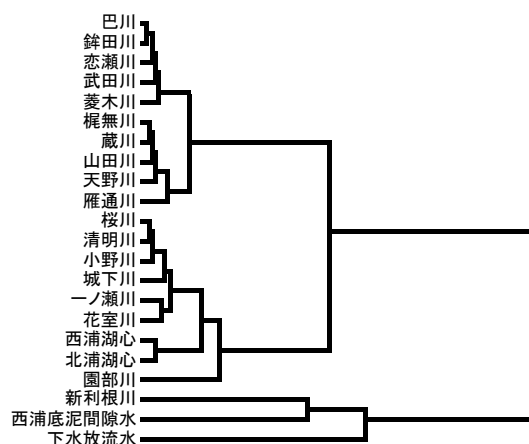 巴川
鉾田川
恋瀬川
武田川
菱木川
梶無川
蔵川
山田川
天野川
雁通川
桜川
清明川
小野川
城下川
一ノ瀬川
花室川
西浦湖心
北浦湖心
園部川
新利根川
西浦底泥間隙水
下水放流水